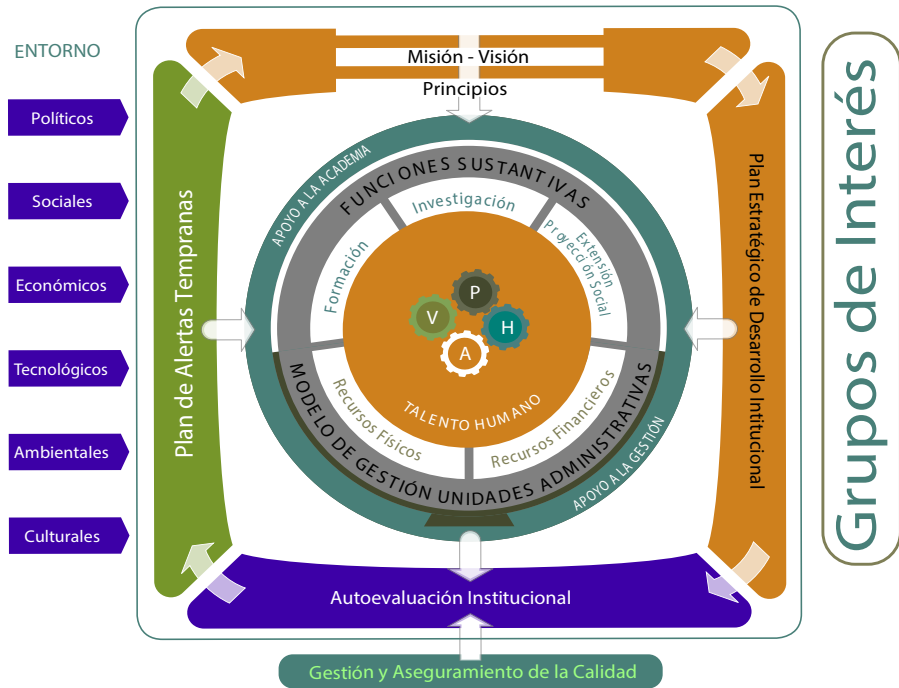 ENTORNO
Políticos
Sociales
Económicos
Tecnológicos
Ambientales
Culturales
Plan de Alertas Tempranas
Misión - Visión
Principios
APOYO A LA ACADEMIA
FUNCIONES SUSTANTIVAS
Formación
Investigación
Extensión
Proyección Social
P
V
H
A
TALENTO HUMANO
Recursos Físicos
Recursos Financieros
MODELO DE GESTIÓN UNIDADES ADMINISTRATIVAS
APOYO A LA GESTIÓN
Plan Estratégico de Desarrollo Intitucional
Grupos de Interés
Autoevaluación Institucional
Gestión y Aseguramiento de la Calidad